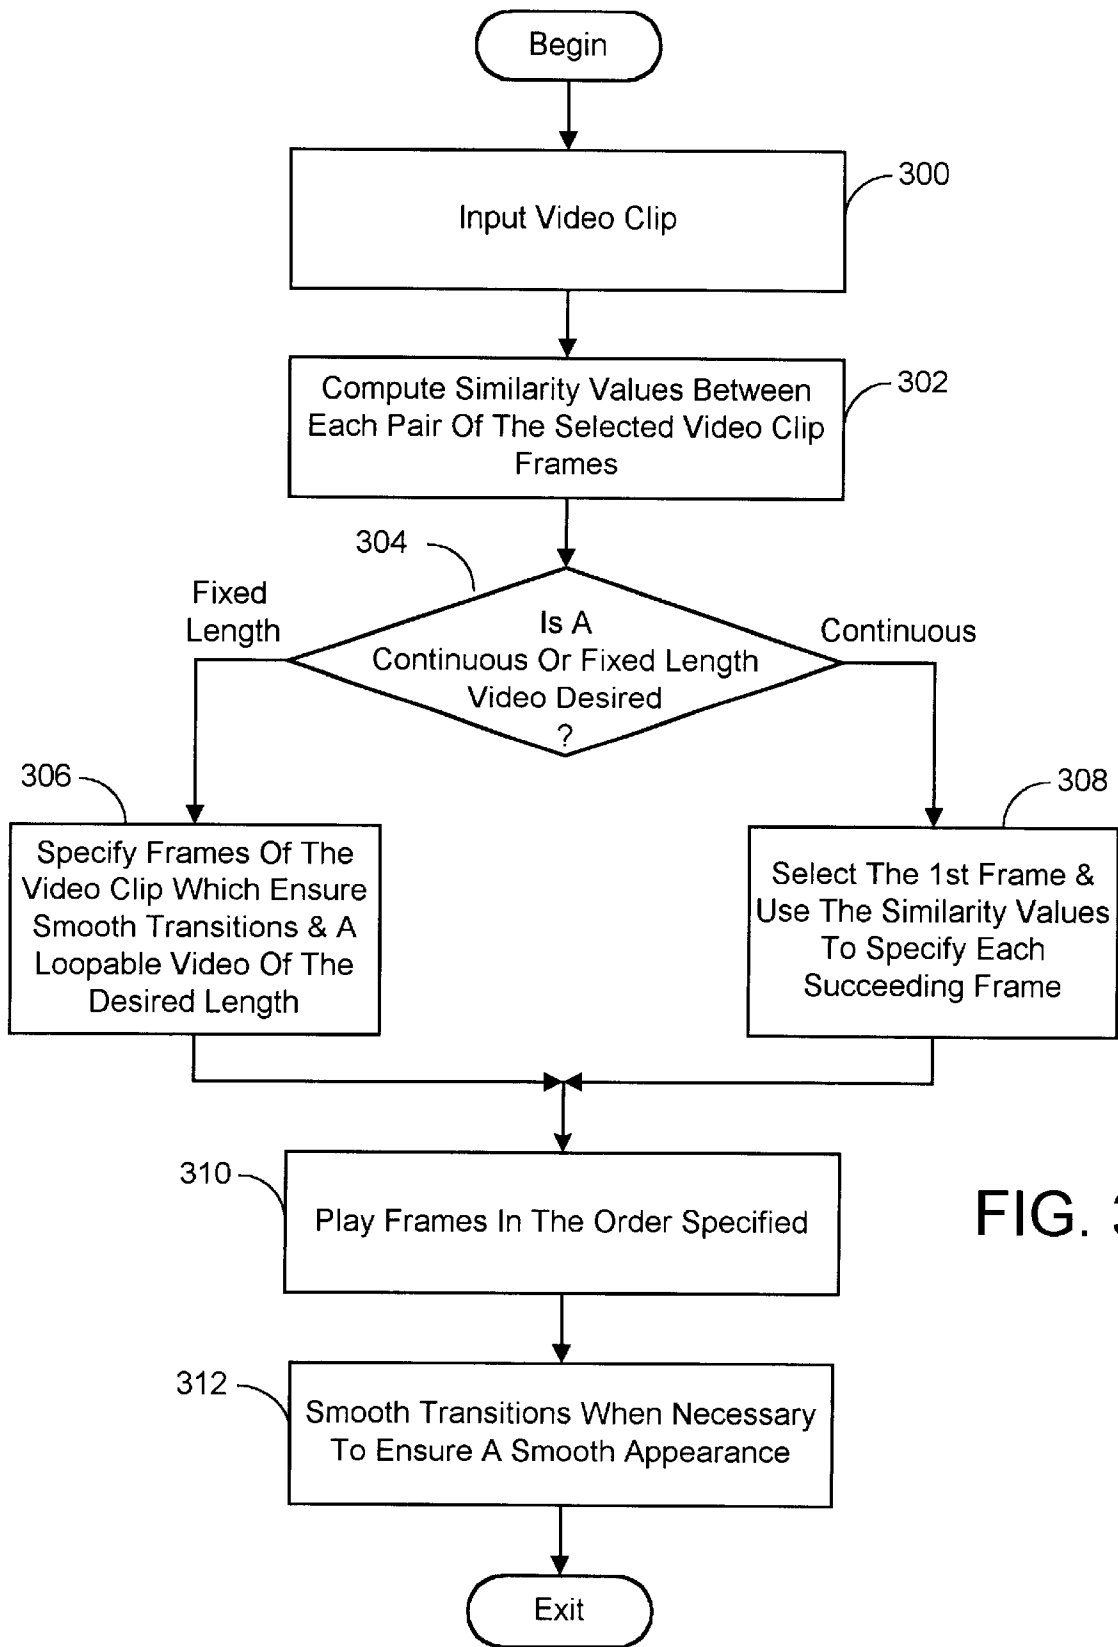 Begin
300
Input Video Clip
302
Compute Similarity Values Between
Each Pair Of The Selected Video Clip
Frames
304
Fixed
Length
Is A
Continuous Or Fixed Length
Video Desired
?
Continuous
306
308
Specify Frames Of The
Video Clip Which Ensure
Smooth Transitions & A
Loopable Video Of The
Desired Length
Select The 1st Frame &
Use The Similarity Values
To Specify Each
Succeeding Frame
310
Play Frames In The Order Specified
FIG.
312
Smooth Transitions When Necessary
To Ensure A Smooth Appearance
Exit